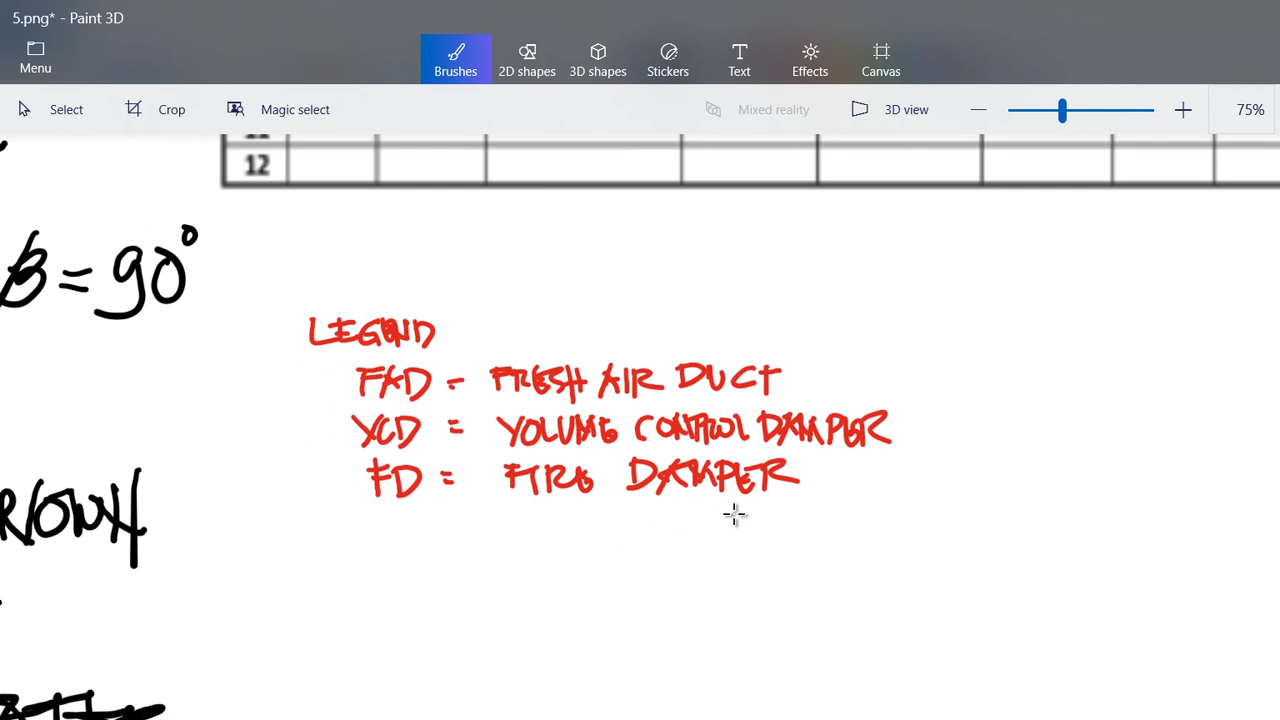 5.png* - Paint 3D
Menu
Brushes
2D shapes
3D shapes
Stickers
Text
Effects
Canvas
Select
Crop
Magic select
Mixed reality
3D view
75%
12
B = 90°
LEGEND
FAD = FRESH AIR DUCT
VCD = VOLUME CONTROL DAMPER
FD = FIRE DAMPER